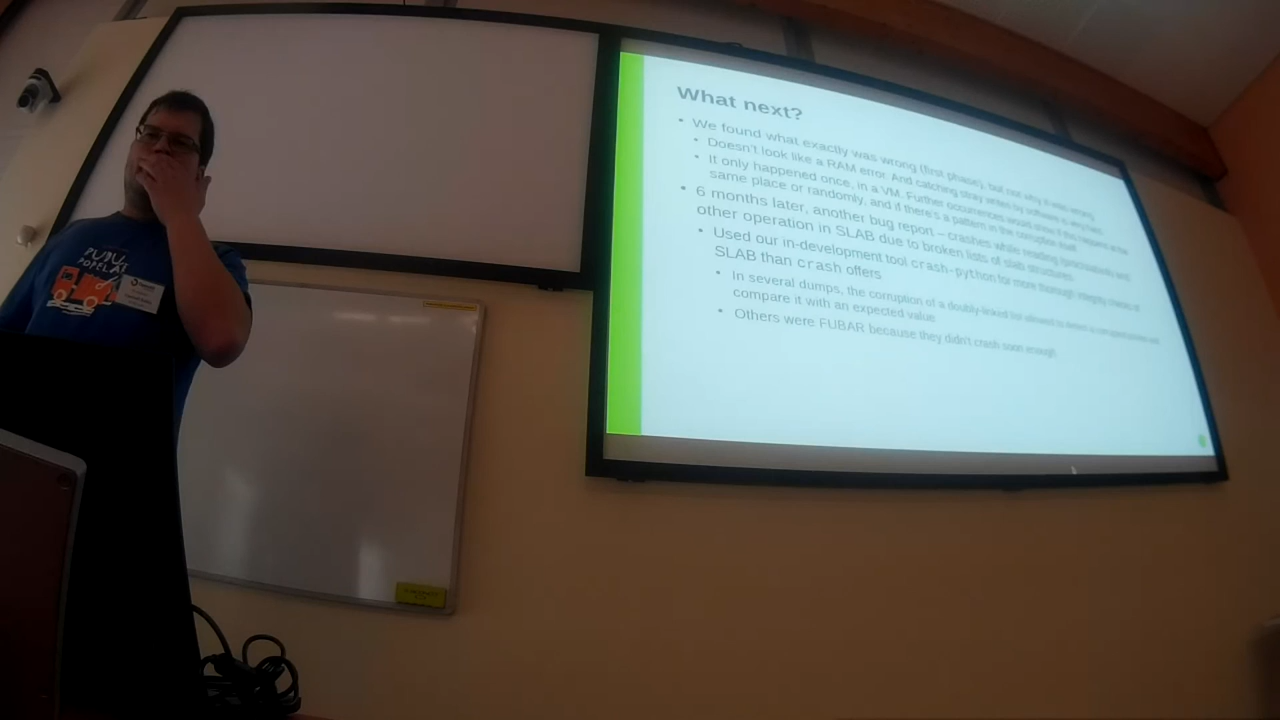 What next?
• We found what exactly was wrong (first phase), but not why it was wrong
• Doesn't look like a RAM error. And catching stray writes by software is very hard.
• It only happened once, in a VM. Further occurrences would show if this happens at the
same place or randomly, and if there's a pattern in the corruption itself
• 6 months later, another bug report – crashes while reading /proc/slabinfo and
other operation in SLAB due to broken lists of slab structures
• Used our in-development tool crash-python for more thorough integrity checks of
SLAB than crash offers
• In several dumps, the corruption of a doubly-linked list allowed to detect a
compare it with an expected value
• Others were FUBAR because they didn't crash soon enough
PUBLI
POPELAŘ